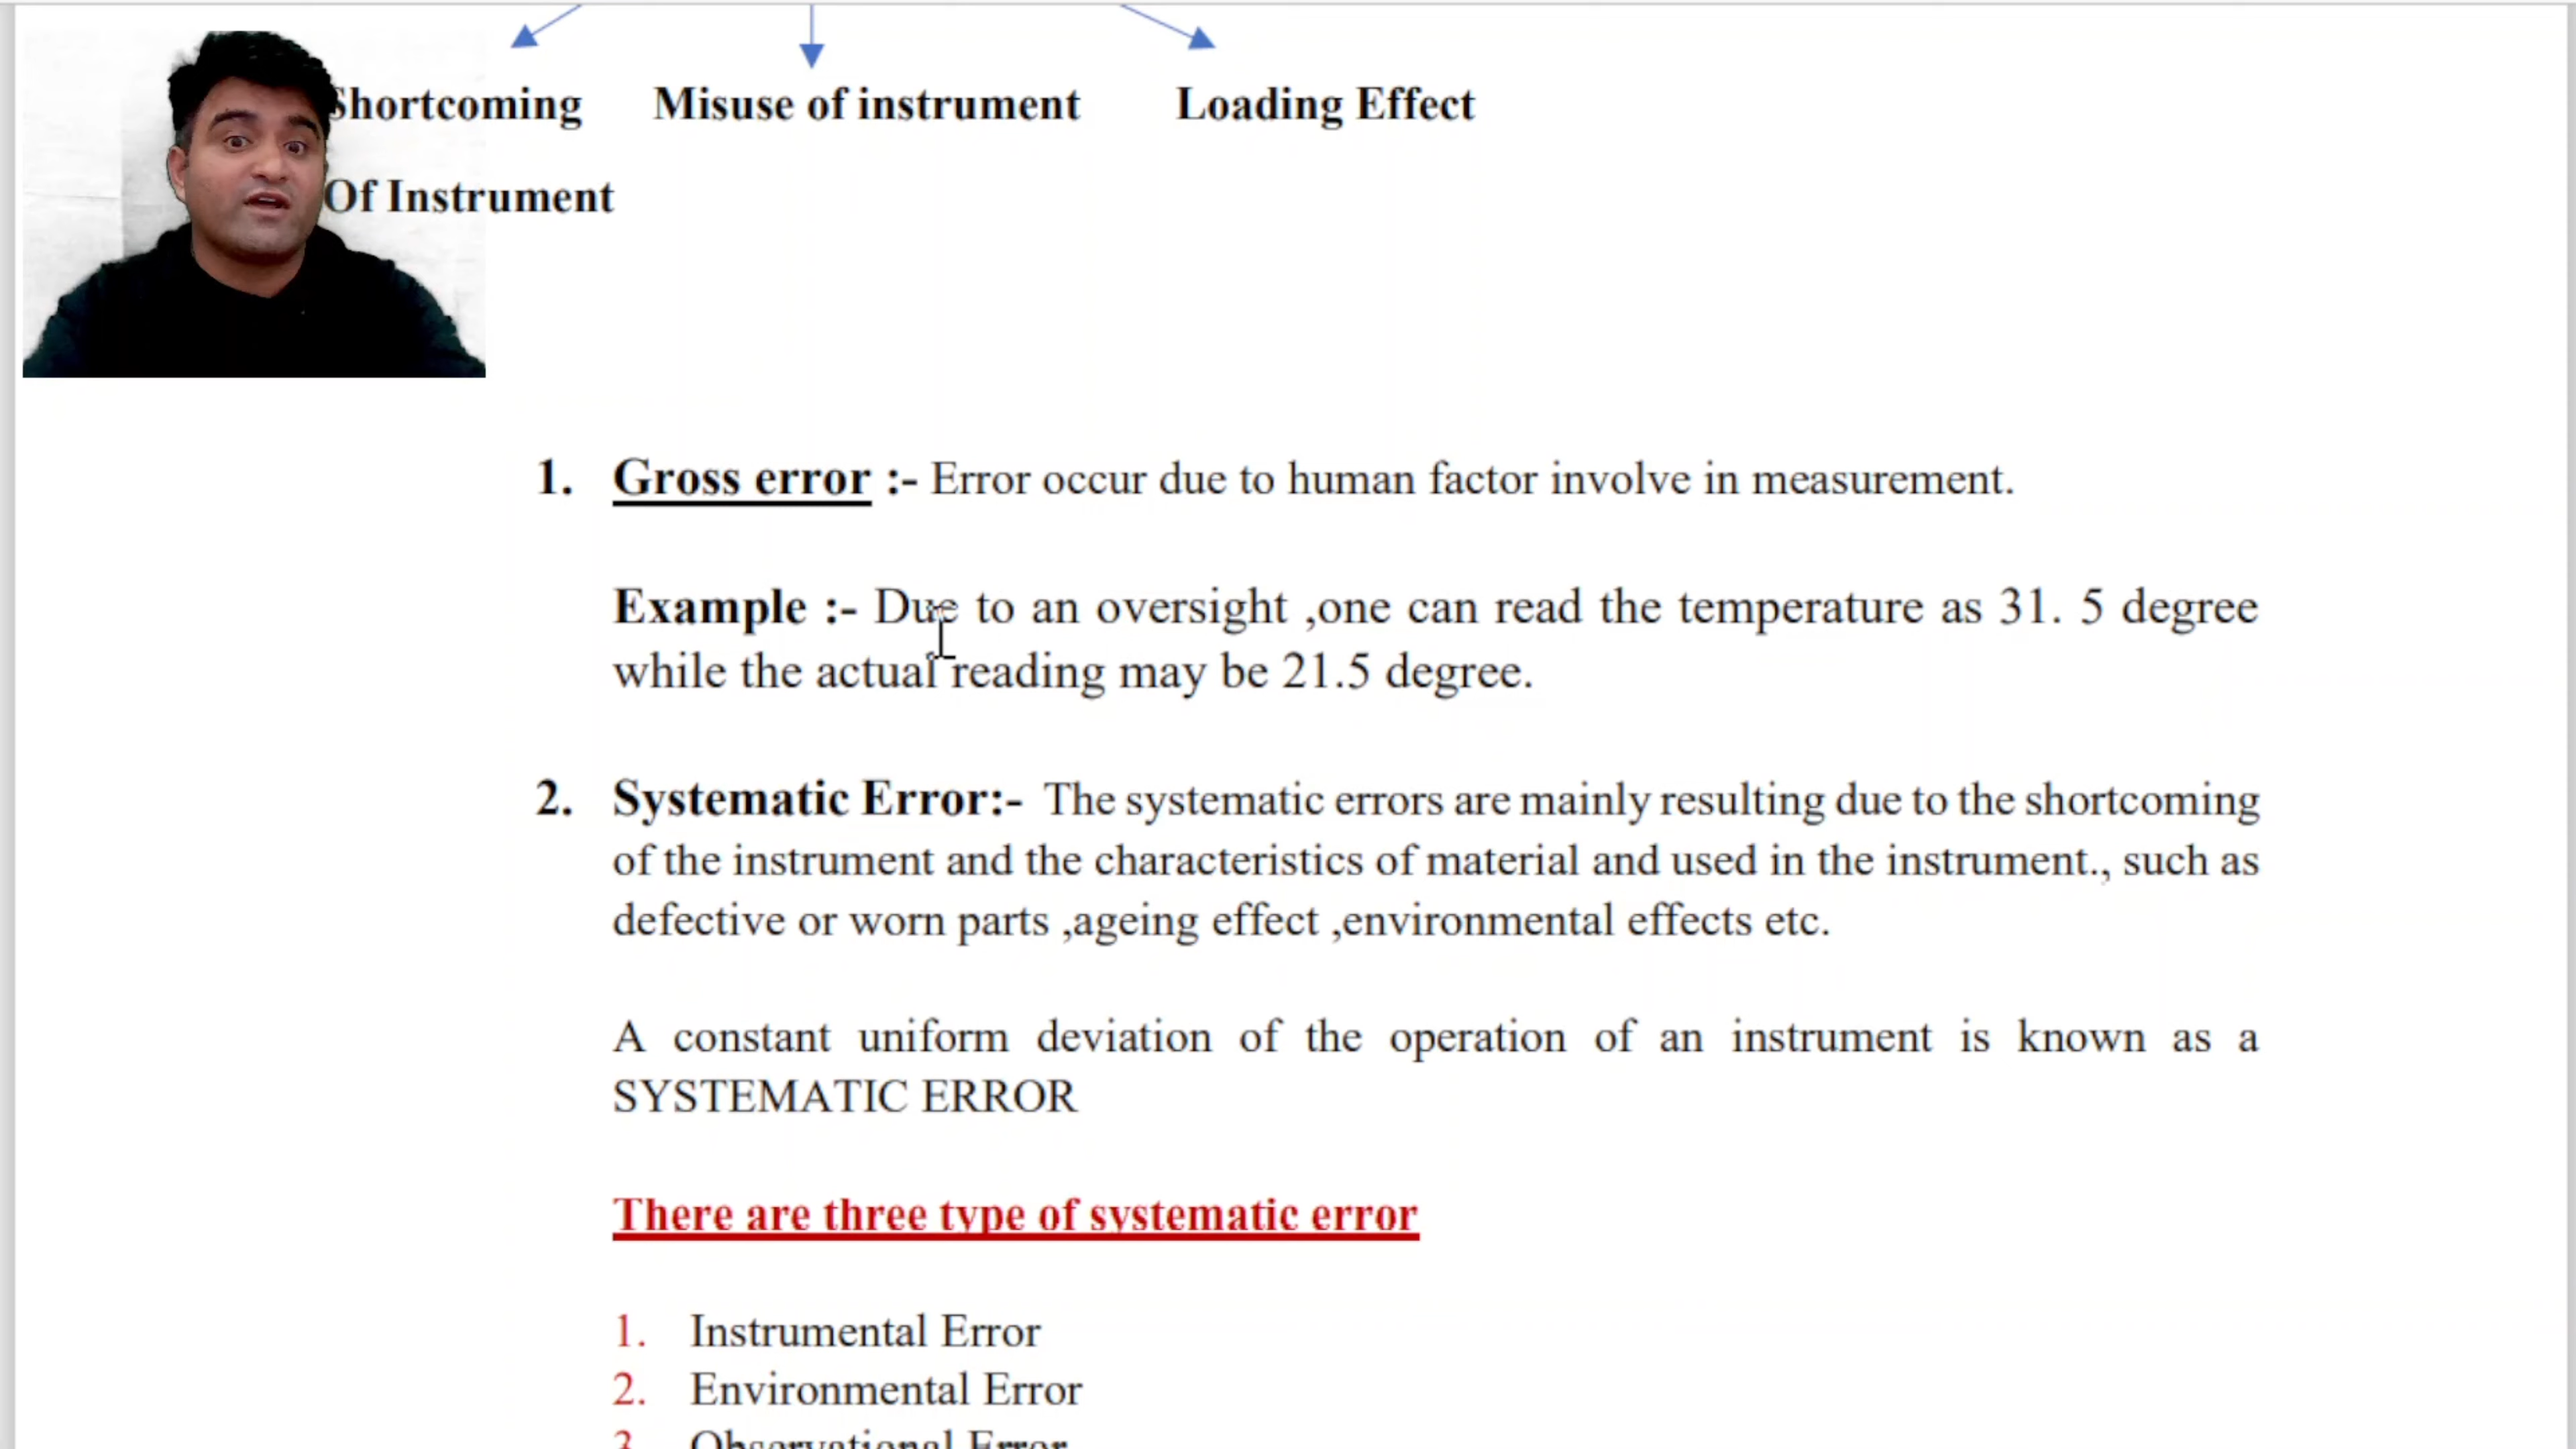 Shortcoming Misuse of instrument Loading Effect
Of Instrument
1. Gross error :- Error occur due to human factor involve in measurement.
Example :- Due to an oversight ,one can read the temperature as 31. 5 degree
while the actual reading may be 21.5 degree.
2. Systematic Error:- The systematic errors are mainly resulting due to the shortcoming
of the instrument and the characteristics of material and used in the instrument., such as
defective or worn parts ,ageing effect ,environmental effects etc.
A constant uniform deviation of the operation of an instrument is known as a
SYSTEMATIC ERROR
There are three type of systematic error
1. Instrumental Error
2. Environmental Error
3. Observational Error